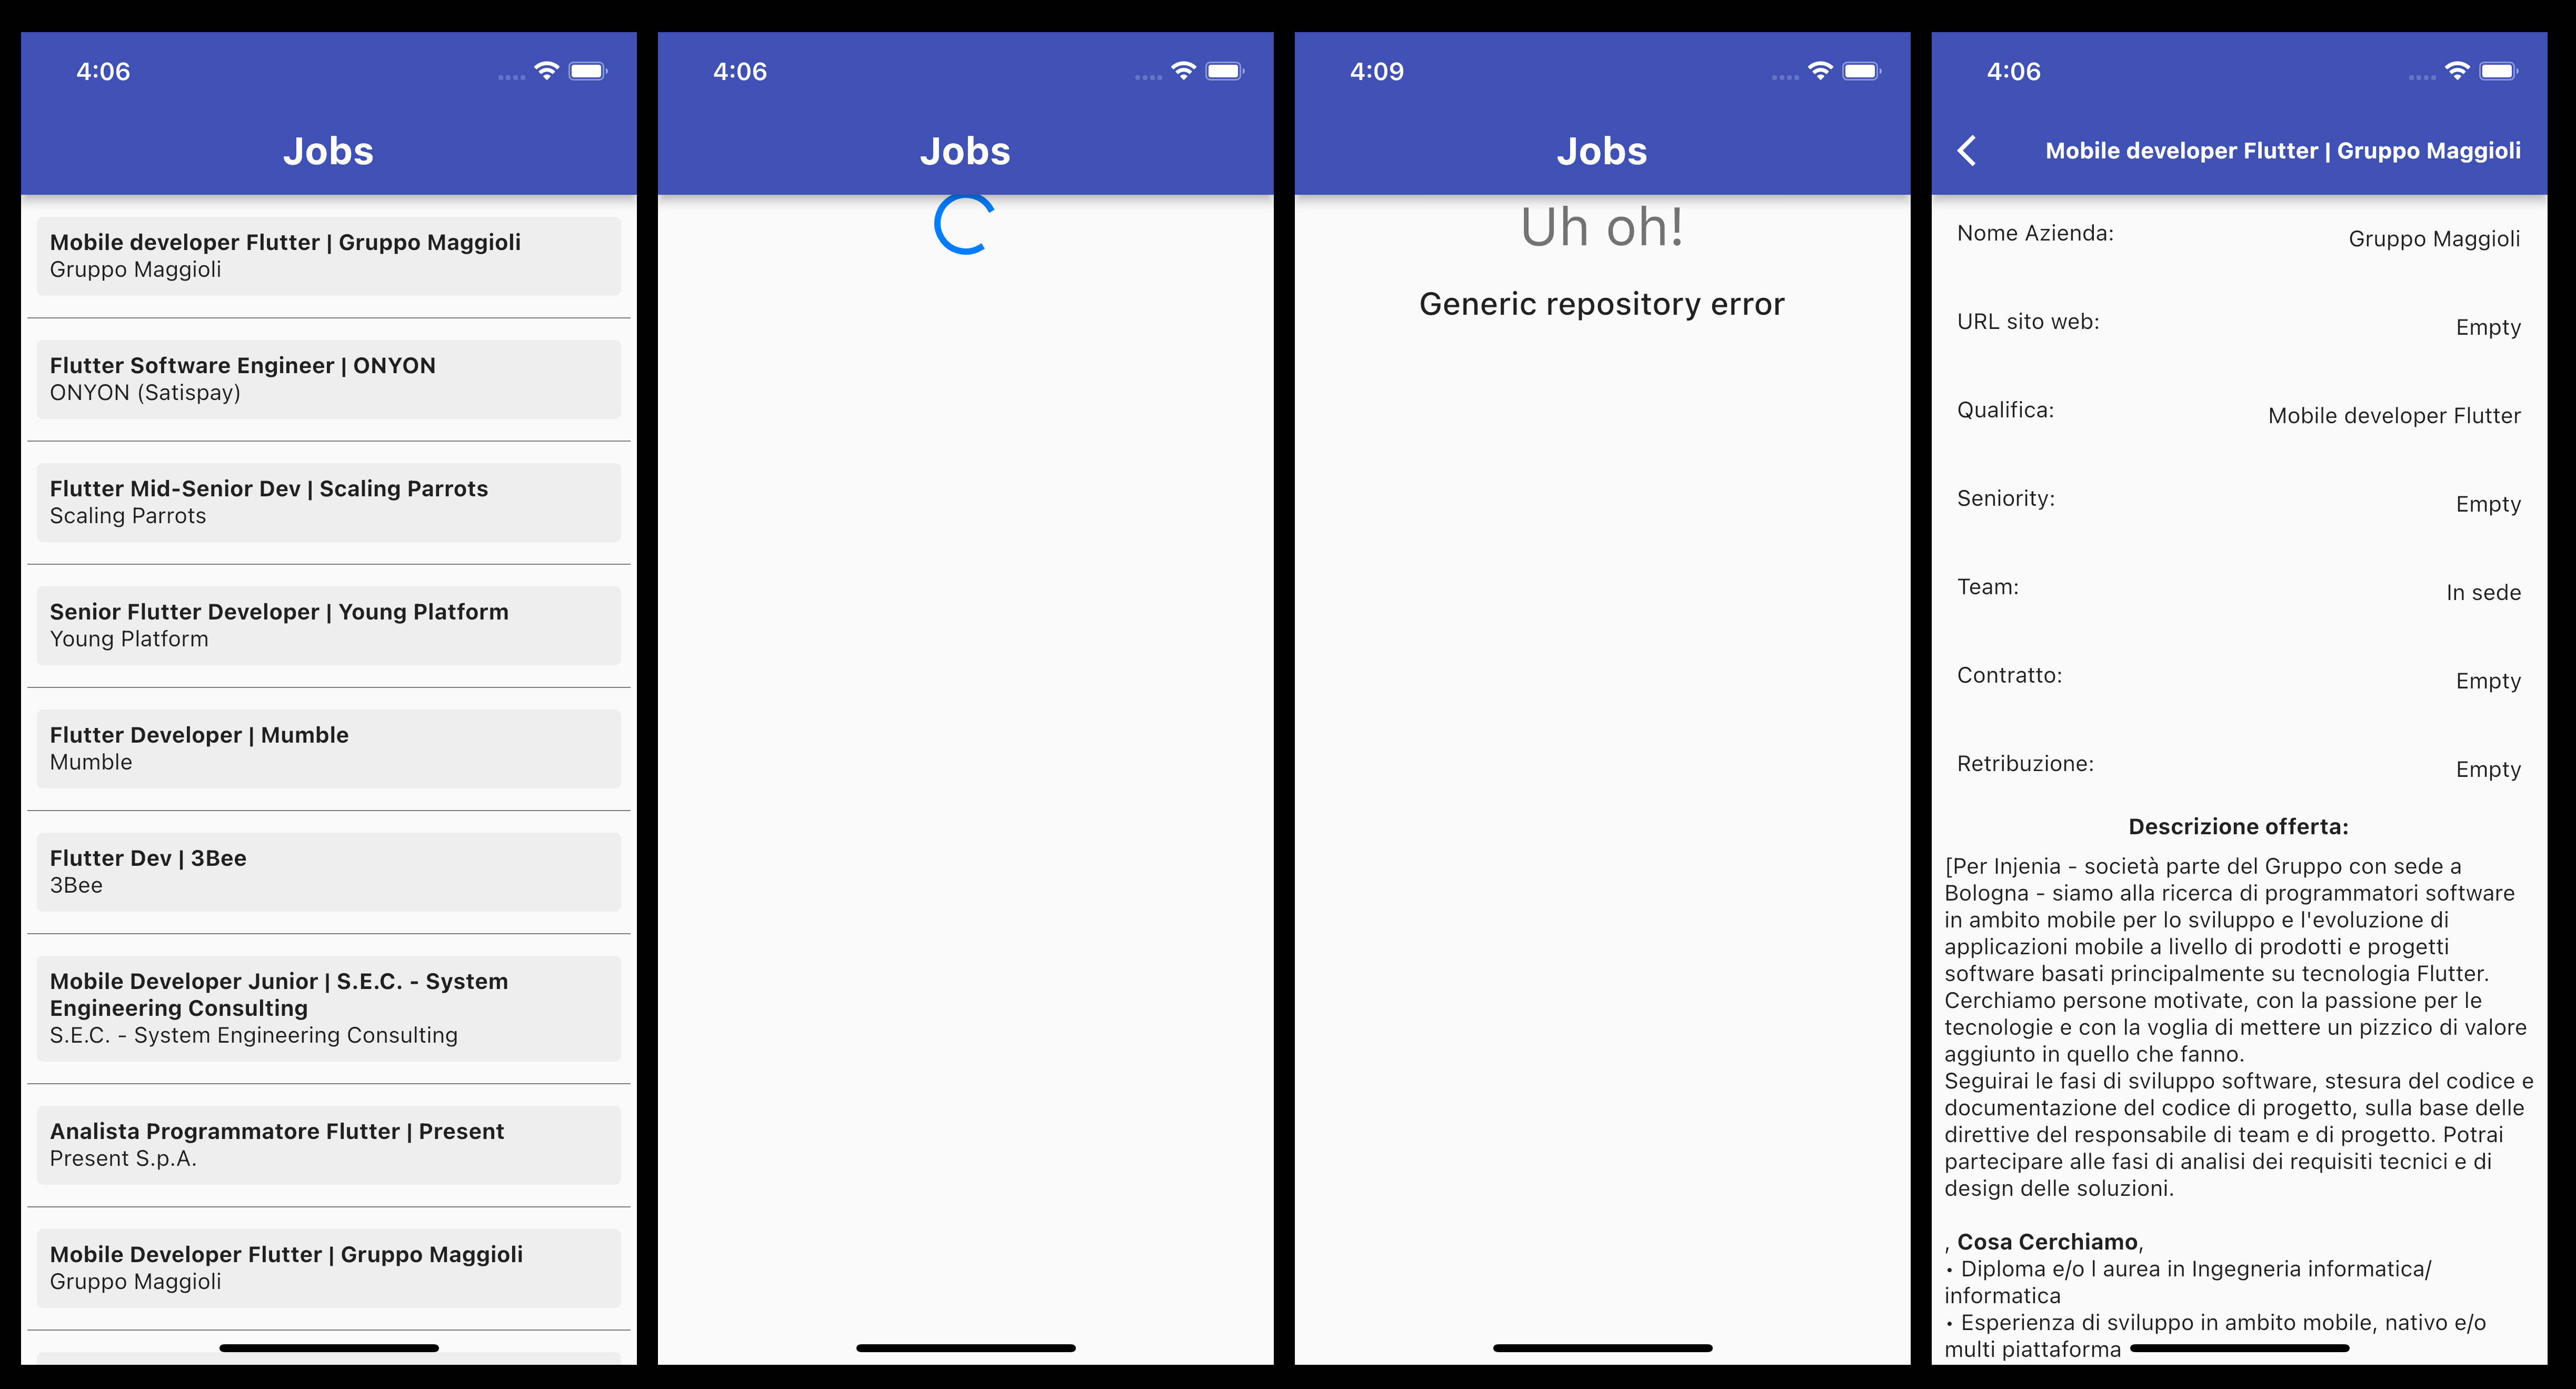 4:06
Jobs
Mobile developer Flutter | Gruppo Maggioli
Gruppo Maggioli
Flutter Software Engineer | ONYON
ONYON (Satispay)
Flutter Mid-Senior Dev | Scaling Parrots
Scaling Parrots
Senior Flutter Developer | Young Platform
Young Platform
Flutter Developer | Mumble
Mumble
Flutter Dev | 3Bee
3Bee
Mobile Developer Junior | S.E.C. - System
Engineering Consulting
S.E.C. - System Engineering Consulting
Analista Programmatore Flutter | Present
Present S.p.A.
Mobile Developer Flutter | Gruppo Maggioli
Gruppo Maggioli
4:06
Jobs
4:09
Jobs
Uh oh!
Generic repository error
4:06
Mobile developer Flutter | Gruppo Maggioli
Nome Azienda: Gruppo Maggioli
URL sito web: Empty
Qualifica: Mobile developer Flutter
Seniority: Empty
Team: In sede
Contratto: Empty
Retribuzione: Empty
Descrizione offerta:
[Per Injenia - società parte del Gruppo con sede a
Bologna - siamo alla ricerca di programmatori software
in ambito mobile per lo sviluppo e l'evoluzione di
applicazioni mobile a livello di prodotti e progetti
software basati principalmente su tecnologia Flutter.
Cerchiamo persone motivate, con la passione per le
tecnologie e con la voglia di mettere un pizzico di valore
aggiunto in quello che fanno.
Seguirai le fasi di sviluppo software, stesura del codice e
documentazione del codice di progetto, sulla base delle
direttive del responsabile di team e di progetto. Potrai
partecipare alle fasi di analisi dei requisiti tecnici e di
design delle soluzioni.
, Cosa Cerchiamo,
• Diploma e/o l aurea in Ingegneria informatica/
informatica
• Esperienza di sviluppo in ambito mobile, nativo e/o
multi piattaforma